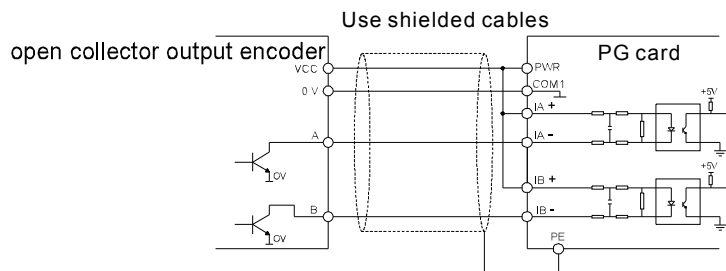 Use shielded cables
open collector output encoder
PG card
VCC
PWR
0 V
COM1
+5V
IA +
A
IA -
0V
+5V
IB +
B
IB -
0V
PE